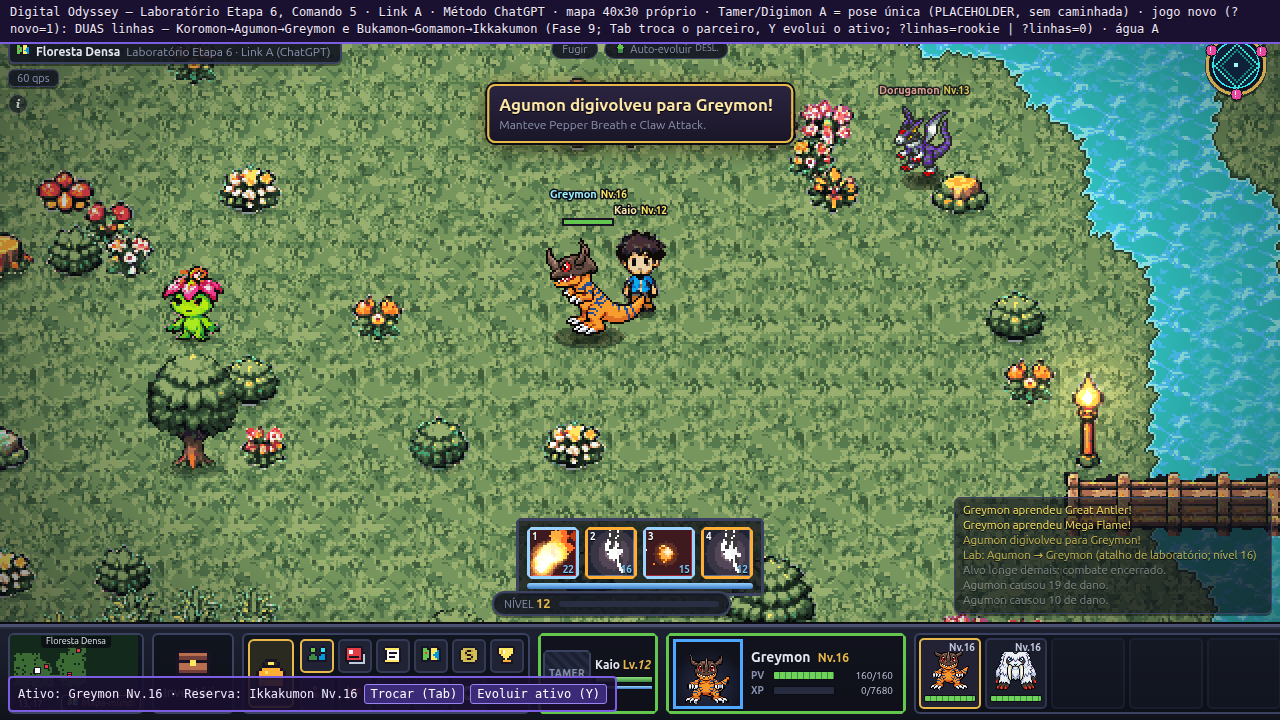 Digital Odyssey — Laboratório Etapa 6, Comando 5 · Link A · Método ChatGPT · mapa 40x30 próprio · Tamer/Digimon A = pose única (PLACEHOLDER, sem caminhada) · jogo novo (?
novo=1): DUAS linhas — Koromon→Agumon→Greymon e Bukamon→Gomamon→Ikkakumon (Fase 9; Tab troca o parceiro, Y evolui o ativo; ?linhas=rookie | ?linhas=0) · água A
Floresta Densa Laboratório Etapa 6 · Link A (ChatGPT)
Fugir
Auto-evoluir DESL.
60 qps
i
Agumon digivolveu para Greymon!
Manteve Pepper Breath e Claw Attack.
Dorugamon Nv.13
Greymon Nv.16
Kaio Nv.12
Greymon aprendeu Great Antler!
Greymon aprendeu Mega Flame!
Agumon digivolveu para Greymon!
Lab: Agumon → Greymon (atalho de laboratório; nível 16)
Alvo longe demais: combate encerrado.
Agumon causou 19 de dano.
Agumon causou 10 de dano.
1 22
2 16
3 15
4 12
NÍVEL 12
Floresta Densa
TAMER
Kaio Lv.12
Greymon Nv.16
PV 160/160
XP 0/7680
Nv.16
Nv.16
Ativo: Greymon Nv.16 · Reserva: Ikkakumon Nv.16 Trocar (Tab) Evoluir ativo (Y)